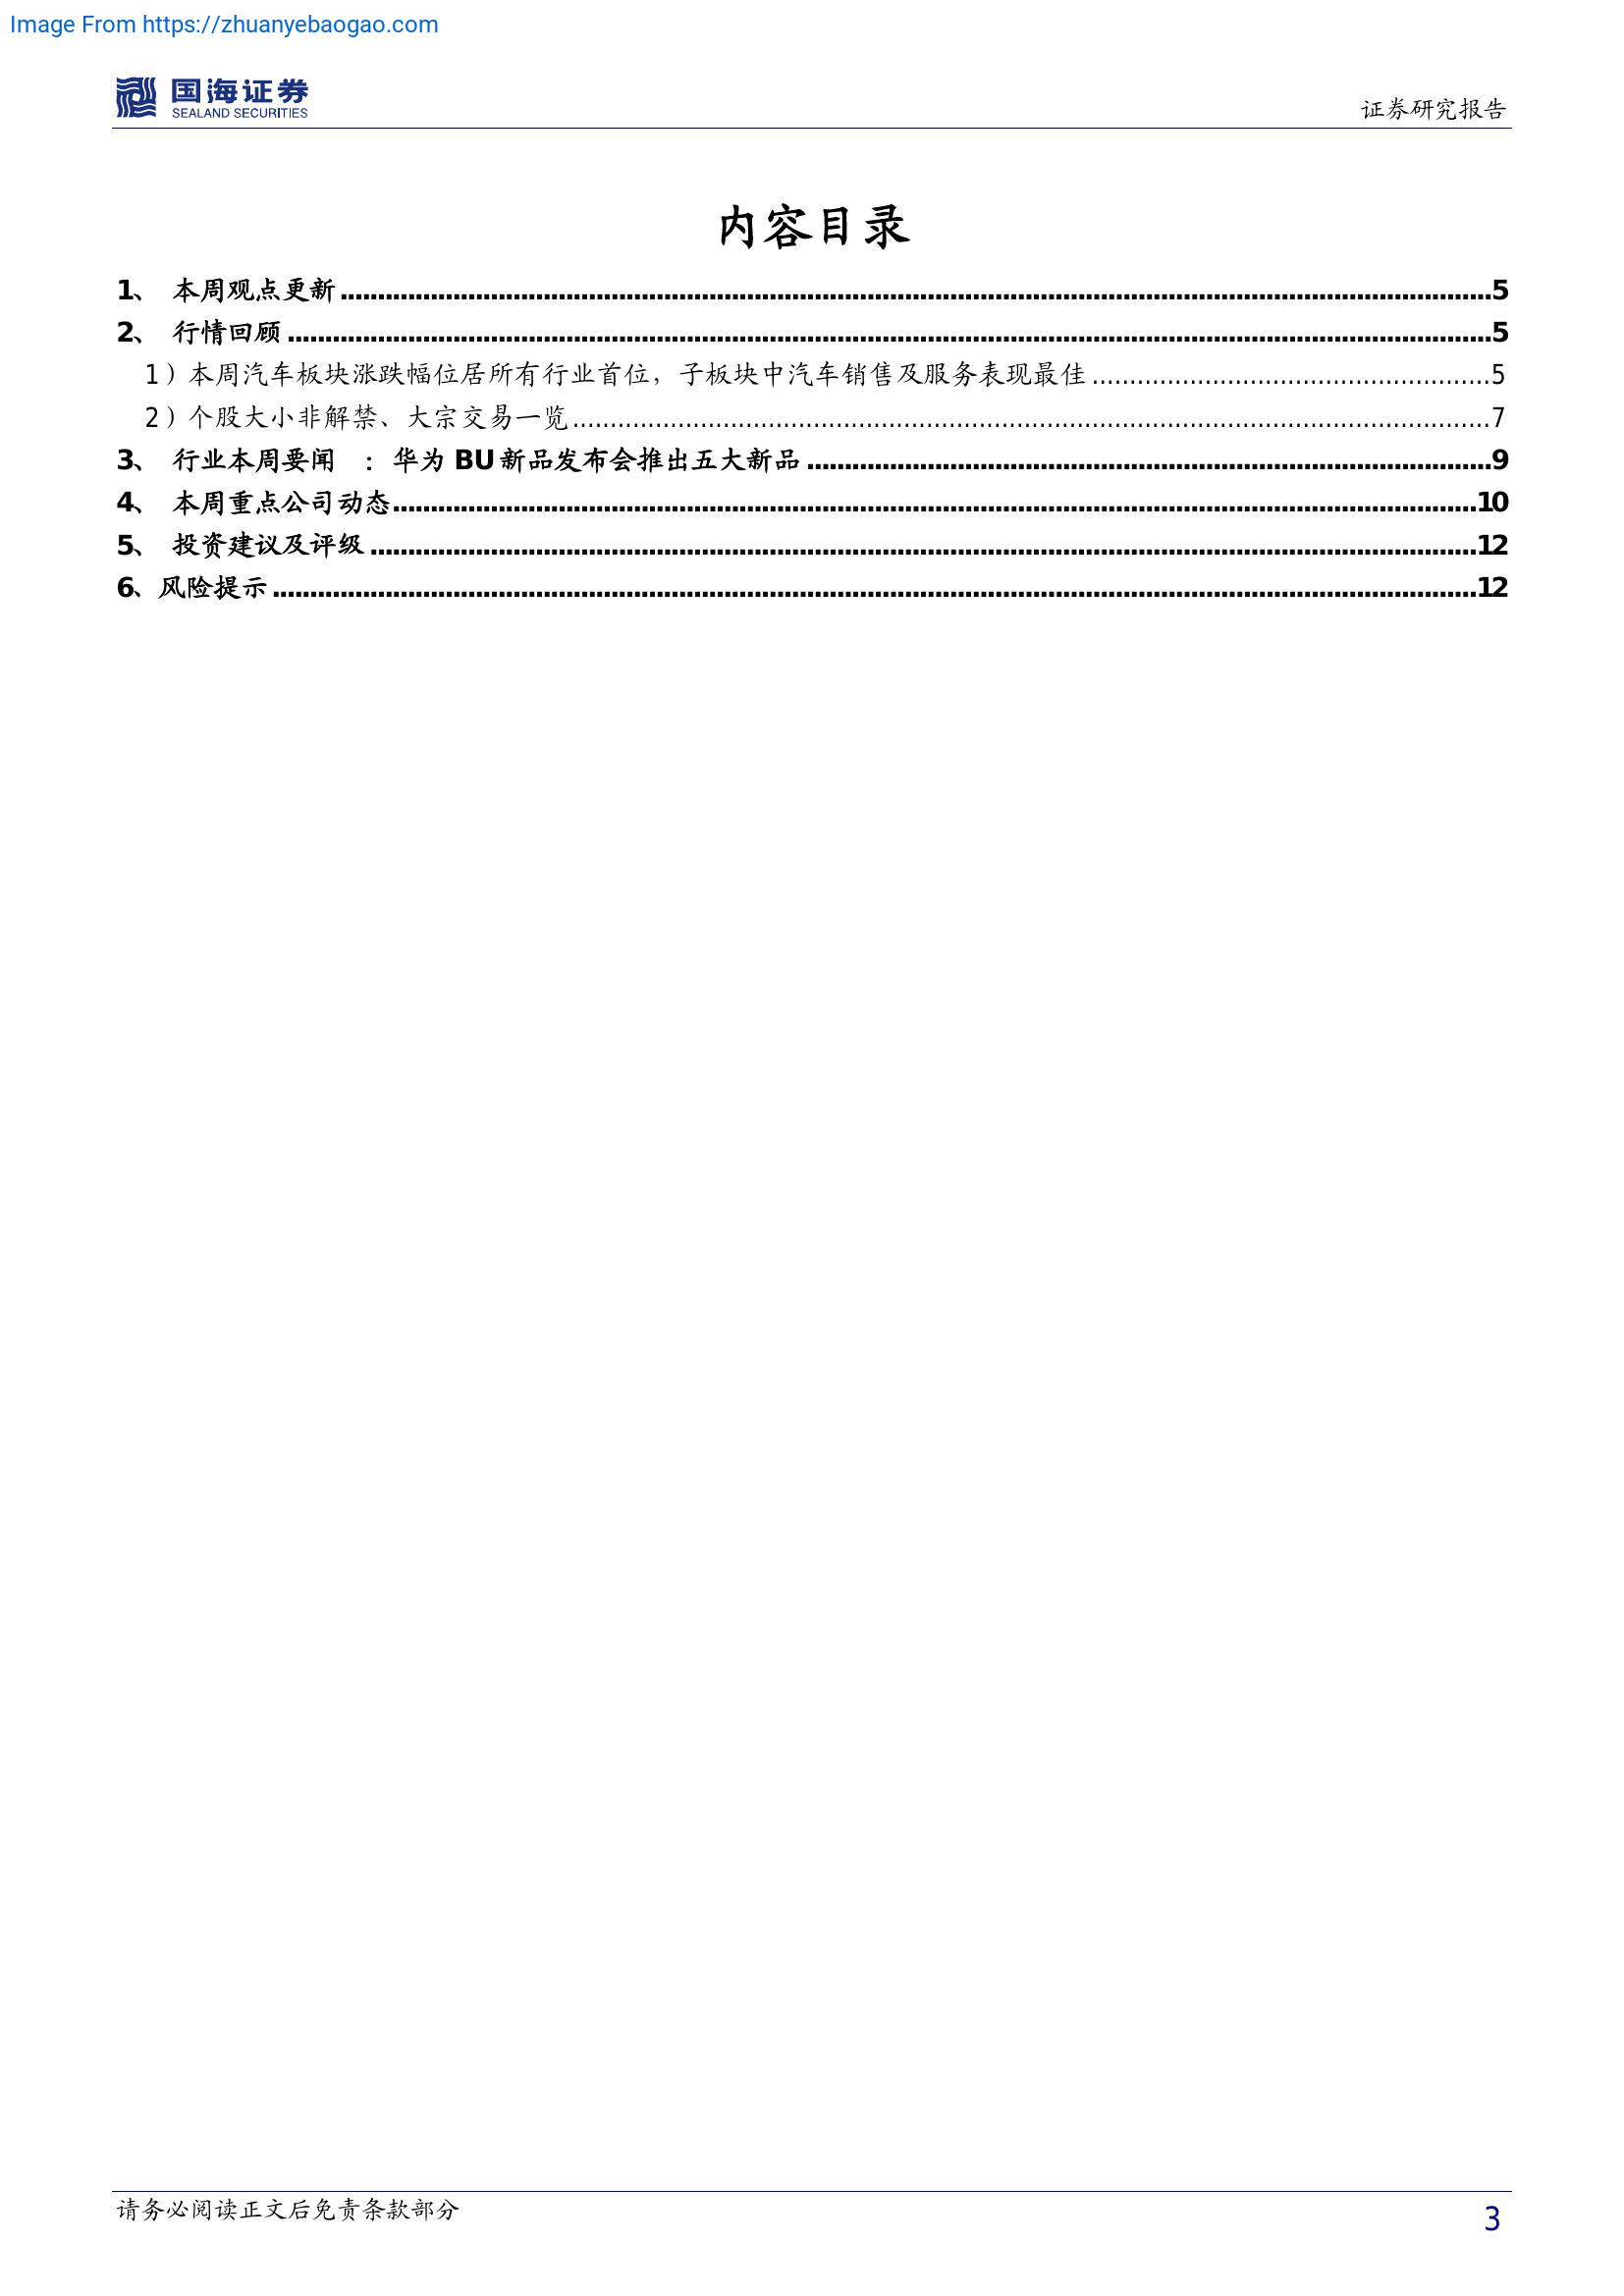 Image From https://zhuanyebaogao.com
国海证券
SEALAND SECURITIES
证券研究报告
内容目录
1、 本周观点更新 ........ 5
2、 行情回顾 ........ 5
1）本周汽车板块涨跌幅位居所有行业首位，子板块中汽车销售及服务表现最佳 ........ 5
2）个股大小非解禁、大宗交易一览 ........ 7
3、 行业本周要闻 ：华为 BU 新品发布会推出五大新品 ........ 9
4、 本周重点公司动态 ........ 10
5、 投资建议及评级 ........ 12
6、风险提示 ........ 12
请务必阅读正文后免责条款部分
3